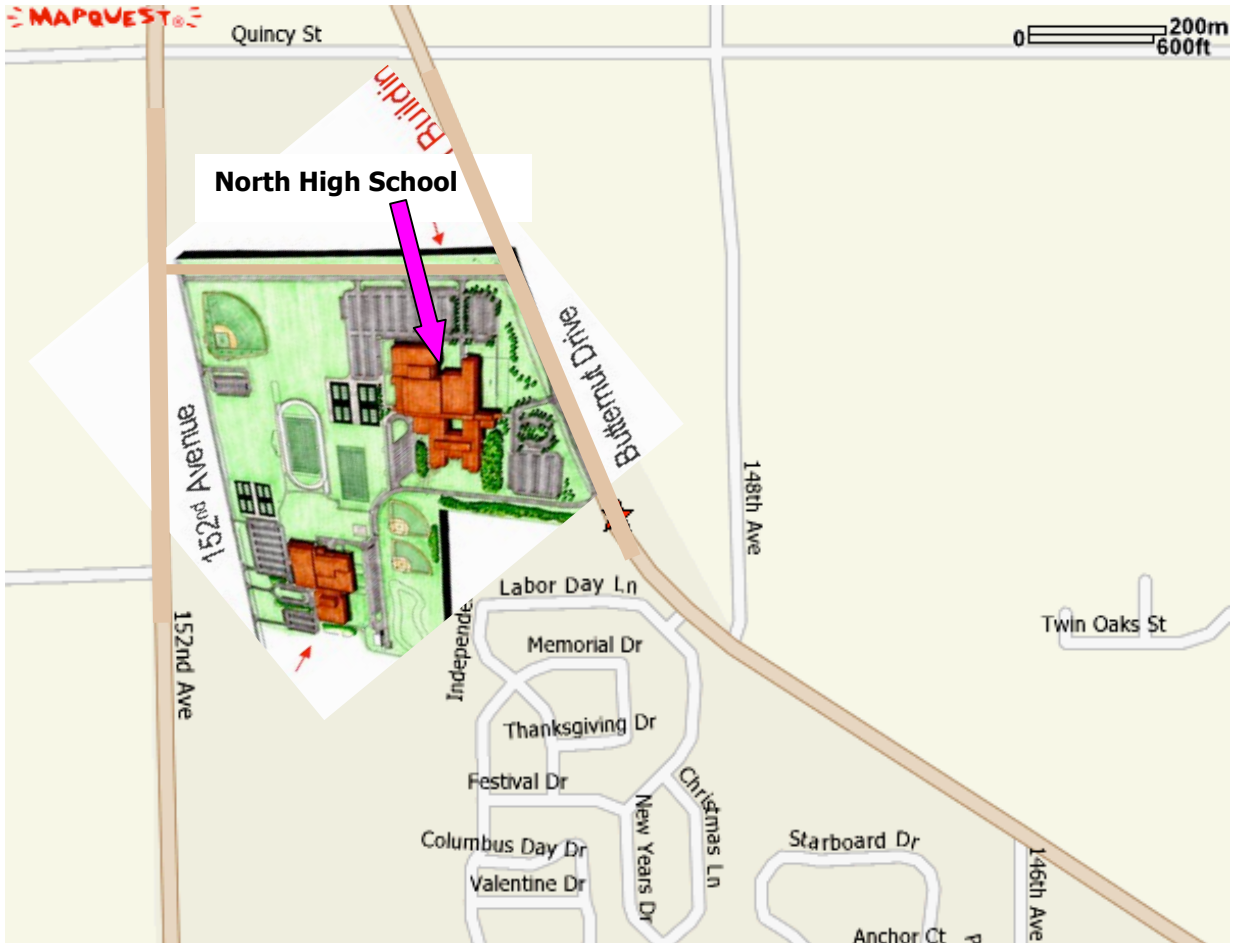 MAPQUEST®
Quincy St
0
200m
600ft
Buildin
North High School
Butternut Drive
152nd Avenue
148th Ave
Labor Day Ln
Twin Oaks St
152nd Ave
Memorial Dr
Independe
Thanksgiving Dr
Festival Dr
Christmas Ln
New Years Dr
Columbus Day Dr
Starboard Dr
146th Ave
Valentine Dr
Anchor Ct